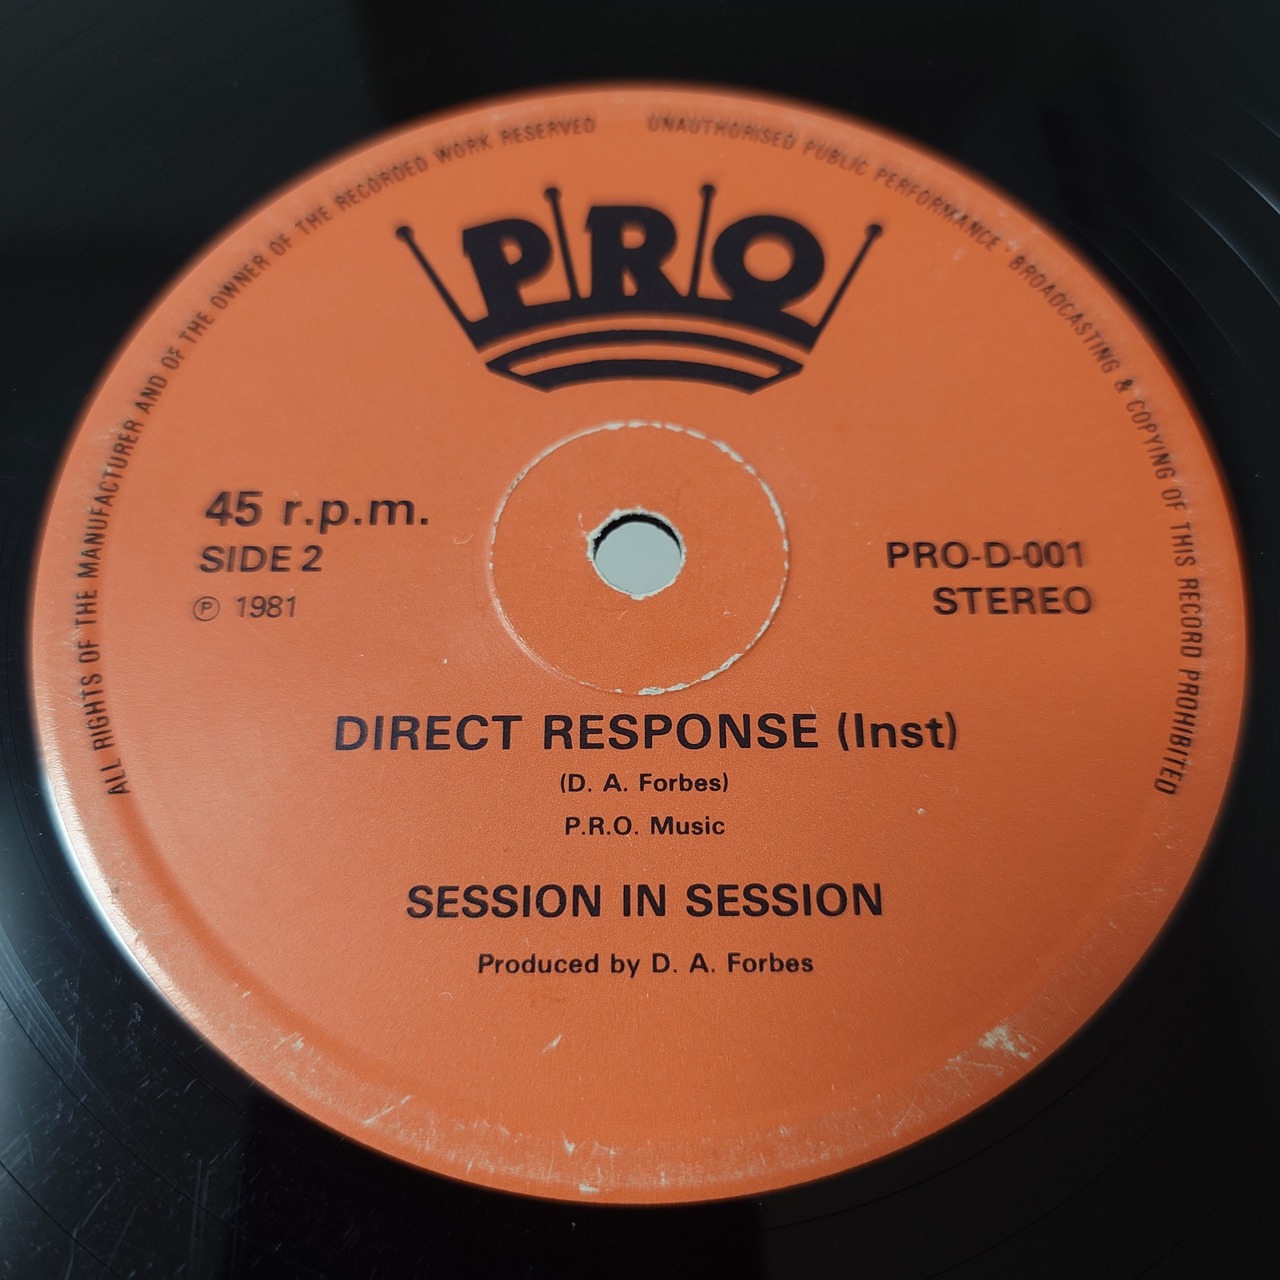 ALL RIGHTS OF THE MANUFACTURER AND OF THE OWNER OF THE RECORDED WORK RESERVED
UNAUTHORISED PUBLIC PERFORMANCE · BROADCASTING & COPYING OF THIS RECORD PROHIBITED
PRO
45 r.p.m.
SIDE 2
℗ 1981
PRO-D-001
STEREO
DIRECT RESPONSE (Inst)
(D. A. Forbes)
P.R.O. Music
SESSION IN SESSION
Produced by D. A. Forbes